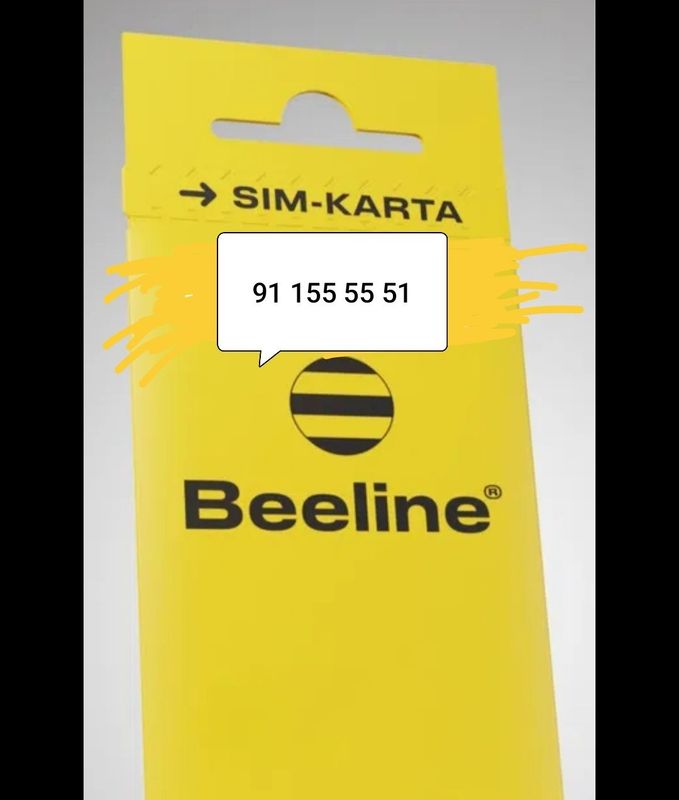 → SIM-KARTA
91 155 55 51
Beeline®